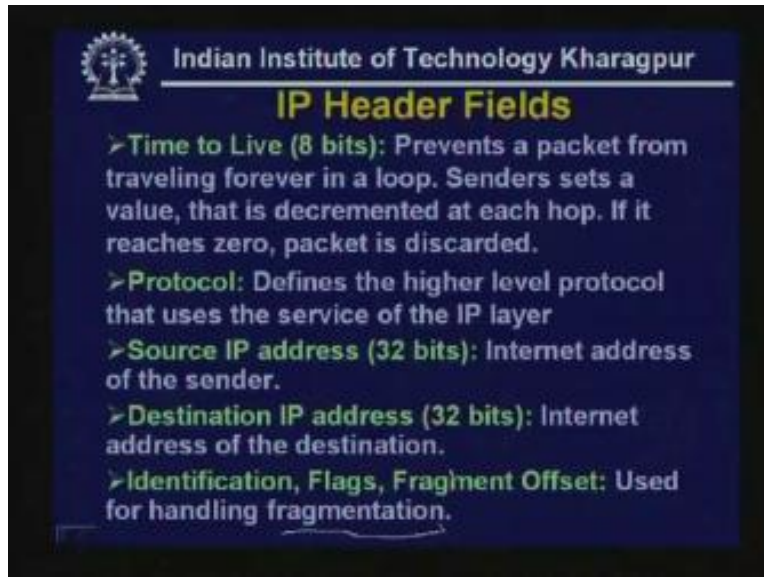 Indian Institute of Technology Kharagpur
IP Header Fields
➢Time to Live (8 bits): Prevents a packet from
traveling forever in a loop. Senders sets a
value, that is decremented at each hop. If it
reaches zero, packet is discarded.
➢Protocol: Defines the higher level protocol
that uses the service of the IP layer
➢Source IP address (32 bits): Internet address
of the sender.
➢Destination IP address (32 bits): Internet
address of the destination.
➢Identification, Flags, Fragment Offset: Used
for handling fragmentation.